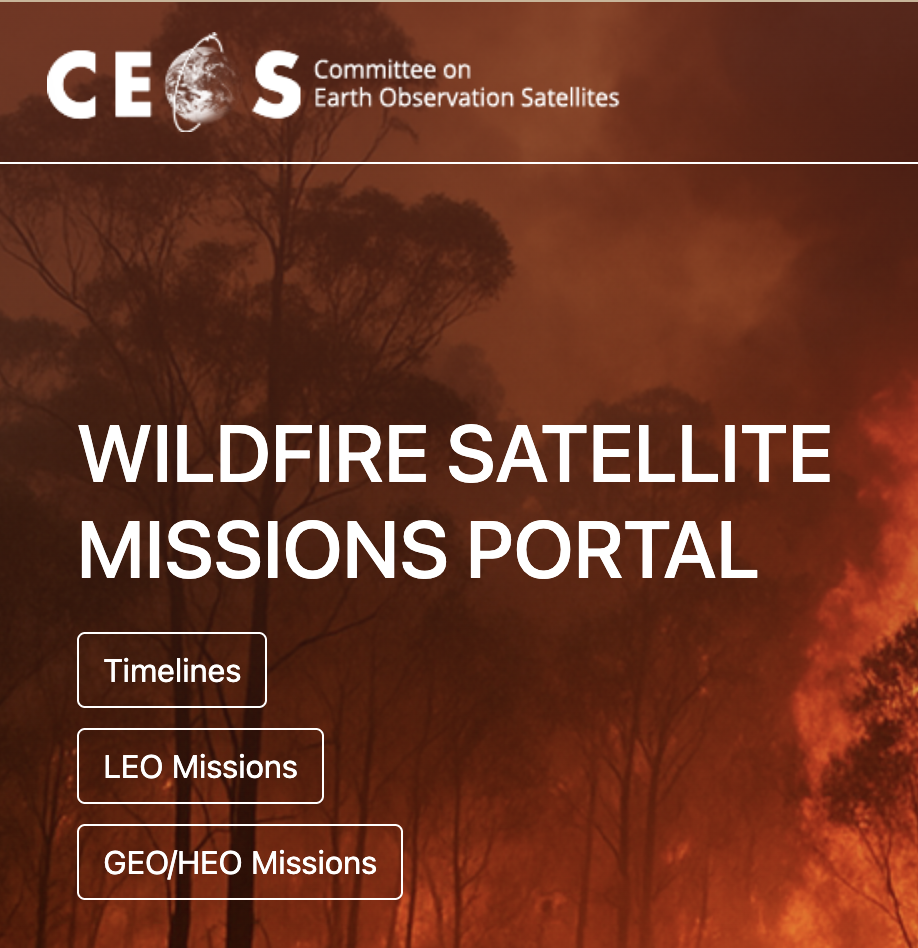 CEOS Committee on
Earth Observation Satellites
WILDFIRE SATELLITE
MISSIONS PORTAL
Timelines
LEO Missions
GEO/HEO Missions